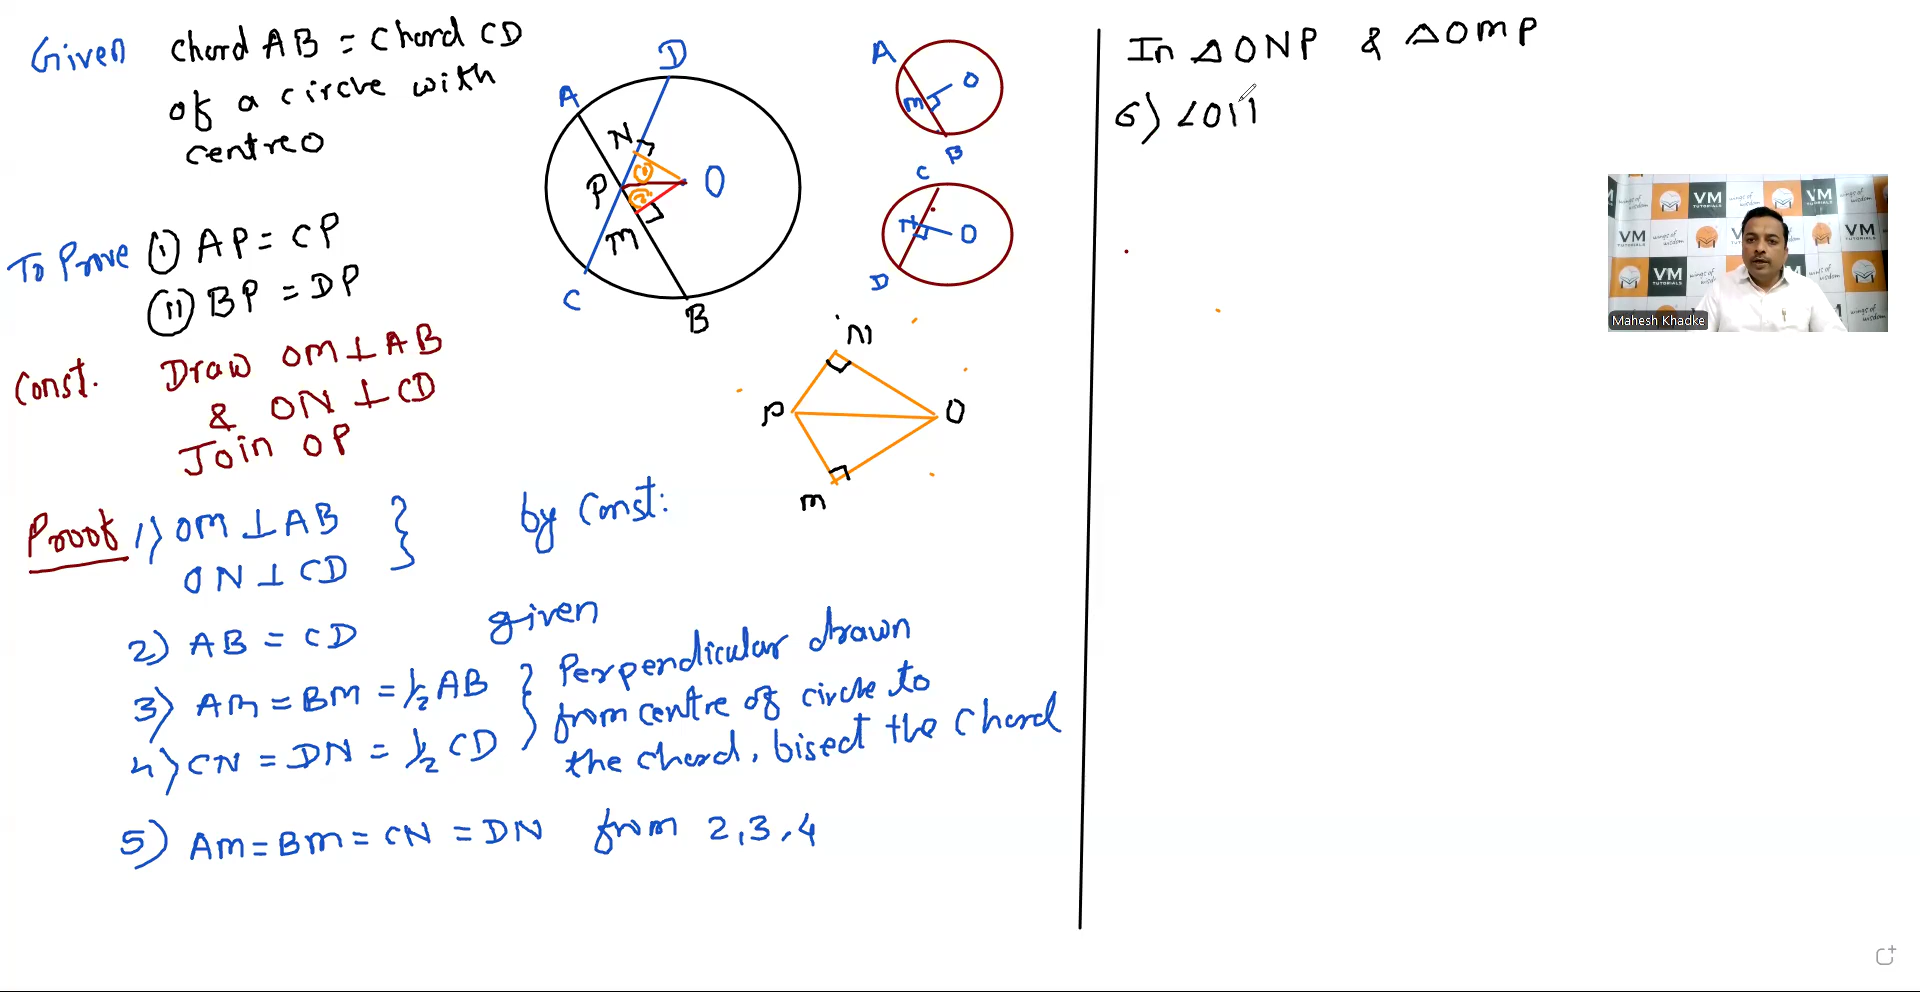 Given chord AB = chord CD
of a circle with
centre O
To Prove (i) AP = CP
(ii) BP = DP
Const. Draw OM ⊥ AB
& ON ⊥ CD
Join OP
Proof 1) OM ⊥ AB } by Const:
ON ⊥ CD
2) AB = CD given
3) AM = BM = 1/2 AB } Perpendicular drawn
from centre of circle to
4) CN = DN = 1/2 CD the chord, bisect the chord
5) AM = BM = CN = DN from 2,3,4
D
A
N
P
O
M
C
B
A
O
M
B
C
N
O
D
N
P
O
M
In △ONP & △OMP
6) ∠O
VM
TUTORIALS
wings of wisdom
Mahesh Khadke